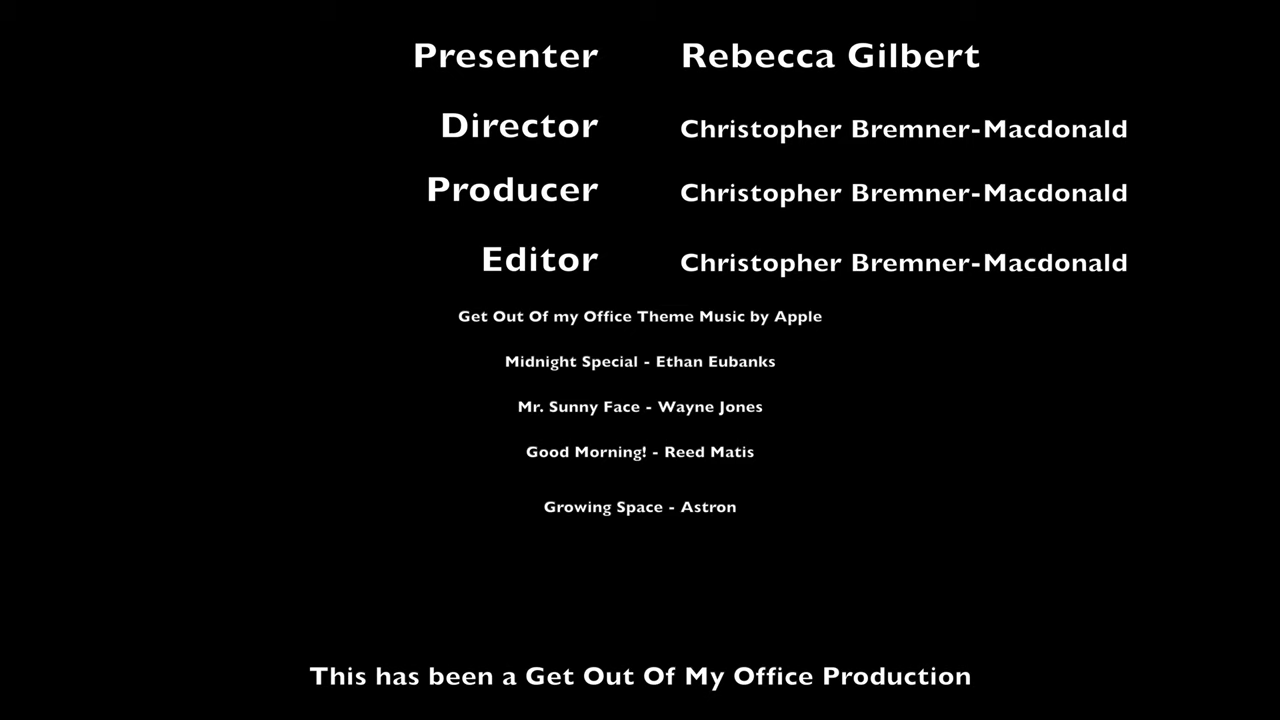 Presenter Rebecca Gilbert
Director Christopher Bremner-Macdonald
Producer Christopher Bremner-Macdonald
Editor Christopher Bremner-Macdonald
Get Out Of my Office Theme Music by Apple
Midnight Special - Ethan Eubanks
Mr. Sunny Face - Wayne Jones
Good Morning! - Reed Matis
Growing Space - Astron
This has been a Get Out Of My Office Production